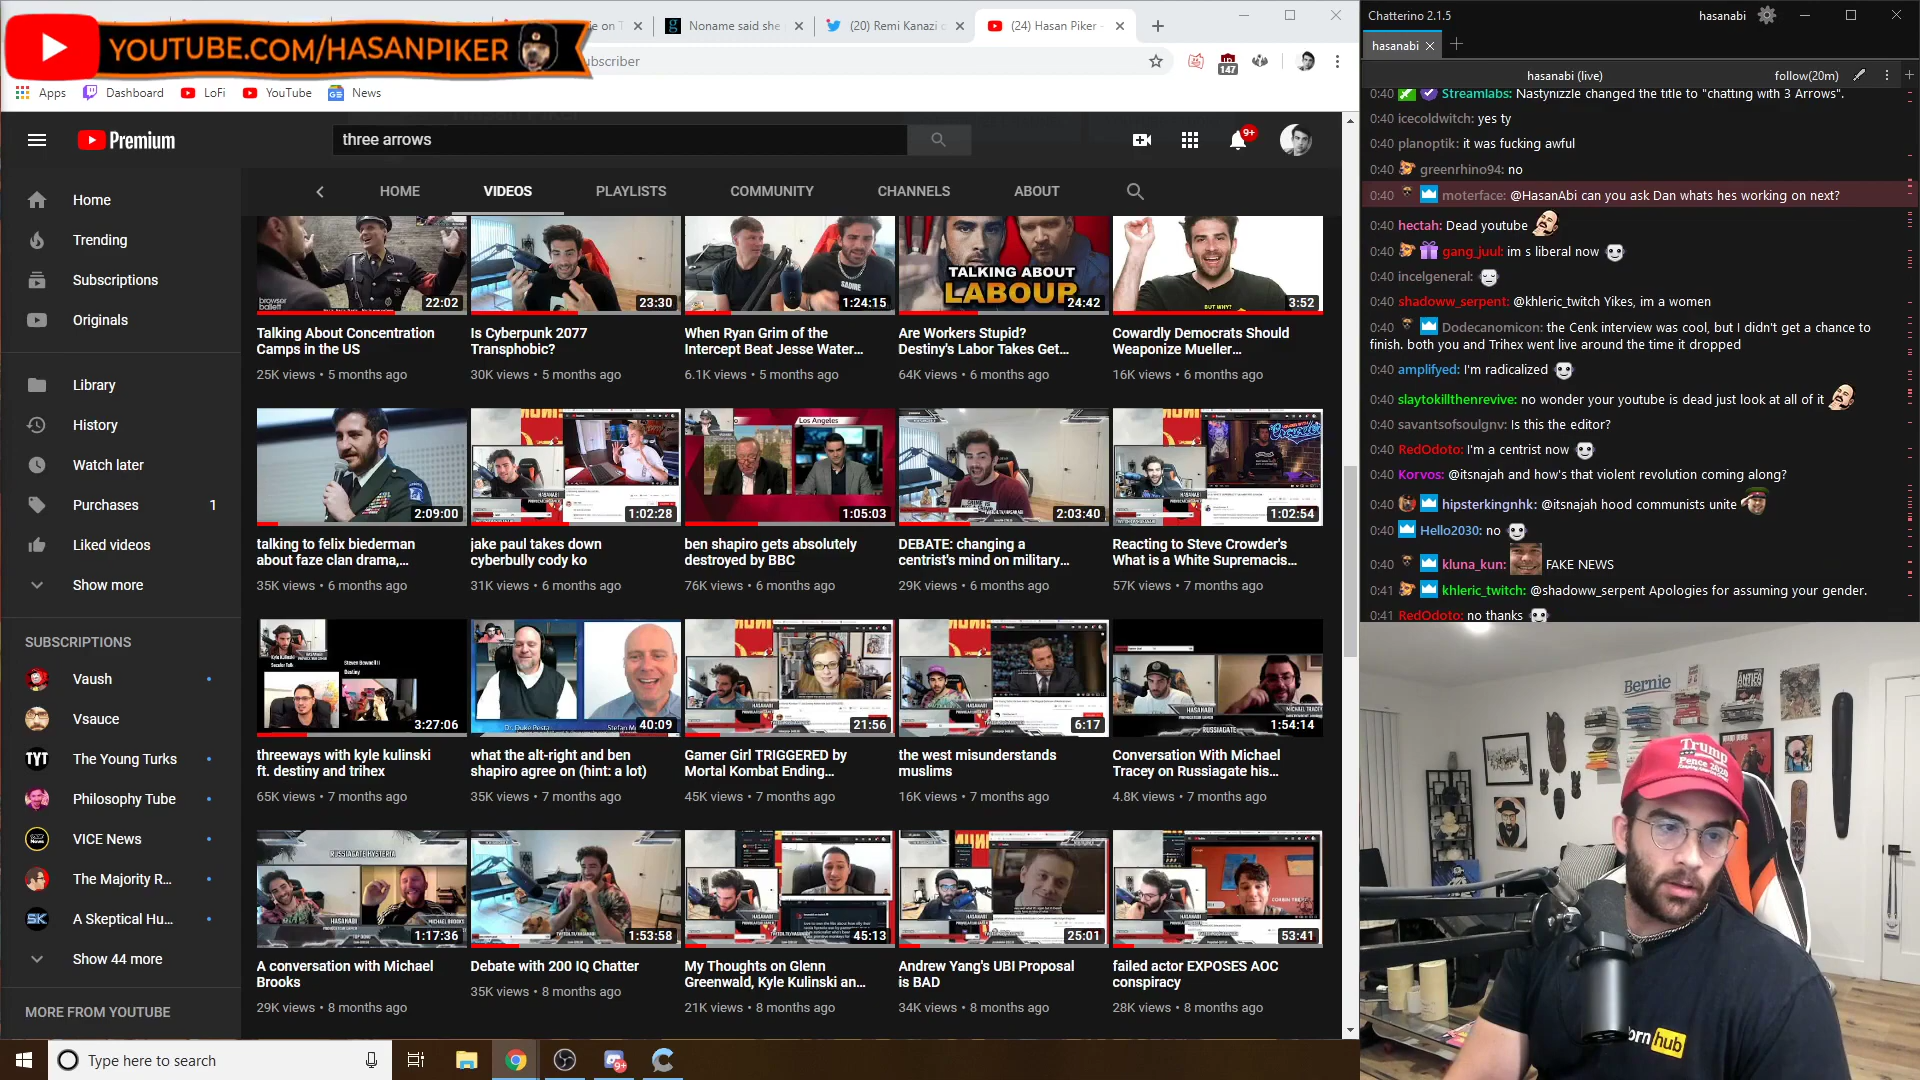 YOUTUBE.COM/HASANPIKER
le on T
Noname said she
(20) Remi Kanazi
(24) Hasan Piker -
ubscriber
147
Apps
Dashboard
LoFi
YouTube
News
Premium
three arrows
9+
HOME
VIDEOS
PLAYLISTS
COMMUNITY
CHANNELS
ABOUT
Home
Trending
Subscriptions
Originals
Library
History
Watch later
Purchases
1
Liked videos
Show more
SUBSCRIPTIONS
Vaush
Vsauce
TYT
The Young Turks
Philosophy Tube
VICE News
The Majority R...
SK
A Skeptical Hu...
Show 44 more
MORE FROM YOUTUBE
22:02
23:30
1:24:15
TALKING ABOUT
LABOUR
24:42
BUT WHY?
3:52
Talking About Concentration
Camps in the US
25K views • 5 months ago
Is Cyberpunk 2077
Transphobic?
30K views • 5 months ago
When Ryan Grim of the
Intercept Beat Jesse Water...
6.1K views • 5 months ago
Are Workers Stupid?
Destiny's Labor Takes Get...
64K views • 6 months ago
Cowardly Democrats Should
Weaponize Mueller...
16K views • 6 months ago
2:09:00
1:02:28
Los Angeles
1:05:03
2:03:40
1:02:54
talking to felix biederman
about faze clan drama,...
35K views • 6 months ago
jake paul takes down
cyberbully cody ko
31K views • 6 months ago
ben shapiro gets absolutely
destroyed by BBC
76K views • 6 months ago
DEBATE: changing a
centrist's mind on military...
29K views • 6 months ago
Reacting to Steve Crowder's
What is a White Supremacis...
57K views • 7 months ago
3:27:06
40:09
21:56
6:17
RUSSIAGATE
1:54:14
threeways with kyle kulinski
ft. destiny and trihex
65K views • 7 months ago
what the alt-right and ben
shapiro agree on (hint: a lot)
35K views • 7 months ago
Gamer Girl TRIGGERED by
Mortal Kombat Ending...
45K views • 7 months ago
the west misunderstands
muslims
16K views • 7 months ago
Conversation With Michael
Tracey on Russiagate his...
4.8K views • 7 months ago
RUSSIAGATE HYSTERIA
1:17:36
1:53:58
45:13
25:01
53:41
A conversation with Michael
Brooks
29K views • 8 months ago
Debate with 200 IQ Chatter
35K views • 8 months ago
My Thoughts on Glenn
Greenwald, Kyle Kulinski an...
21K views • 8 months ago
Andrew Yang's UBI Proposal
is BAD
34K views • 8 months ago
failed actor EXPOSES AOC
conspiracy
28K views • 8 months ago
Type here to search
Chatterino 2.1.5
hasanabi
hasanabi
hasanabi (live)
follow(20m)
0:40 Streamlabs: Nastynizzle changed the title to "chatting with 3 Arrows".
0:40 icecoldwitch: yes ty
0:40 planoptik: it was fucking awful
0:40 greenrhino94: no
0:40 moterface: @HasanAbi can you ask Dan whats hes working on next?
0:40 hectah: Dead youtube
0:40 gang_juul: im s liberal now
0:40 incelgeneral:
0:40 shadoww_serpent: @khleric_twitch Yikes, im a women
0:40 Dodecanomicon: the Cenk interview was cool, but I didn't get a chance to
finish. both you and Trihex went live around the time it dropped
0:40 amplifyed: I'm radicalized
0:40 slaytokillthenrevive: no wonder your youtube is dead just look at all of it
0:40 savantsofsoulgnv: Is this the editor?
0:40 RedOdoto: I'm a centrist now
0:40 Korvos: @itsnajah and how's that violent revolution coming along?
0:40 hipsterkingnhk: @itsnajah hood communists unite
0:40 Hello2030: no
0:40 kluna_kun: FAKE NEWS
0:41 khleric_twitch: @shadoww_serpent Apologies for assuming your gender.
0:41 RedOdoto: no thanks
Bernie
ANTIFA
Trump
Pence 2020
orn hub